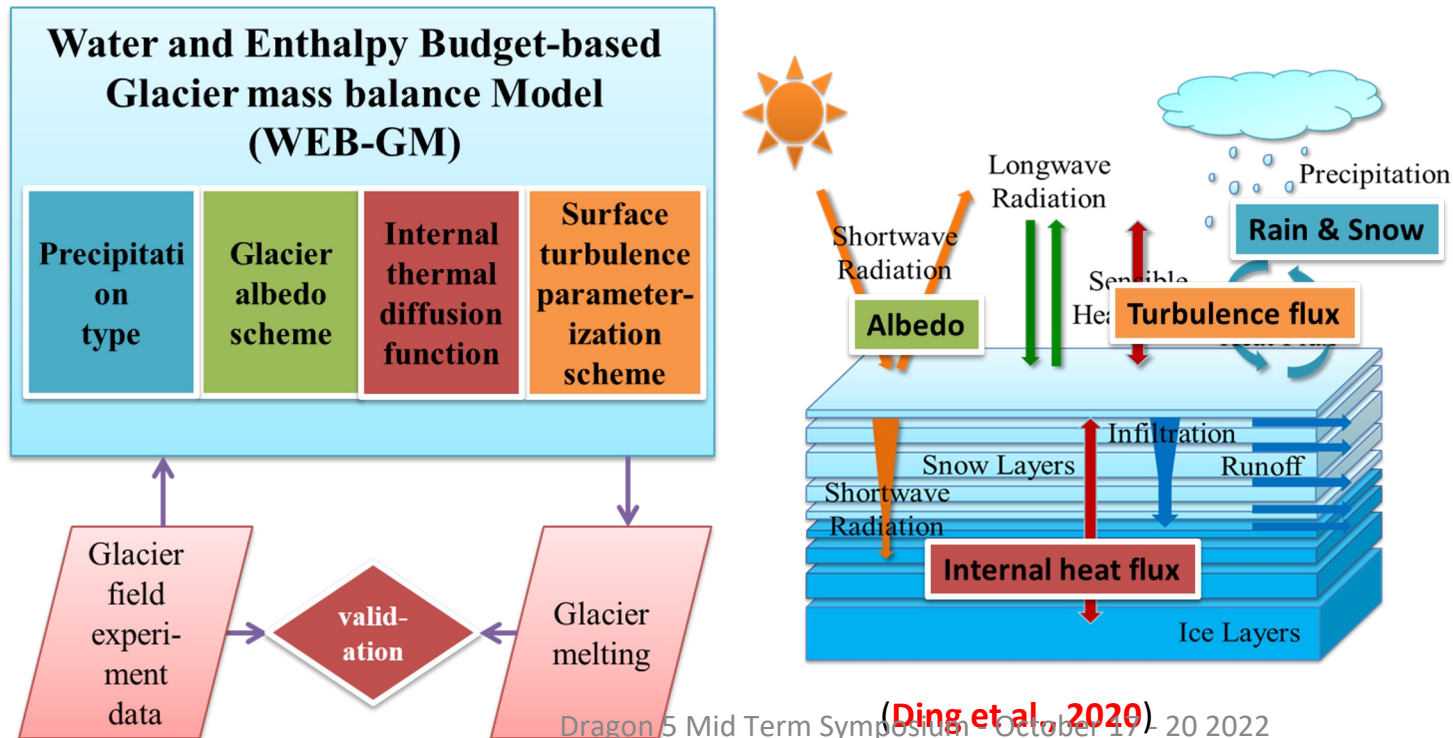 Water and Enthalpy Budget-based
Glacier mass balance Model
(WEB-GM)
Precipitati
on
type
Glacier
albedo
scheme
Internal
thermal
diffusion
function
Surface
turbulence
parameter-
ization
scheme
Glacier
field
experi-
ment
data
valid-
ation
Glacier
melting
Longwave
Radiation
Precipitation
Rain & Snow
Shortwave
Radiation
Sensible
Albedo
Turbulence flux
Infiltration
Snow Layers
Runoff
Shortwave
Radiation
Internal heat flux
Ice Layers
(Ding et al., 2020)
Dragon 5 Mid Term Symposium - October 17 - 20 2022